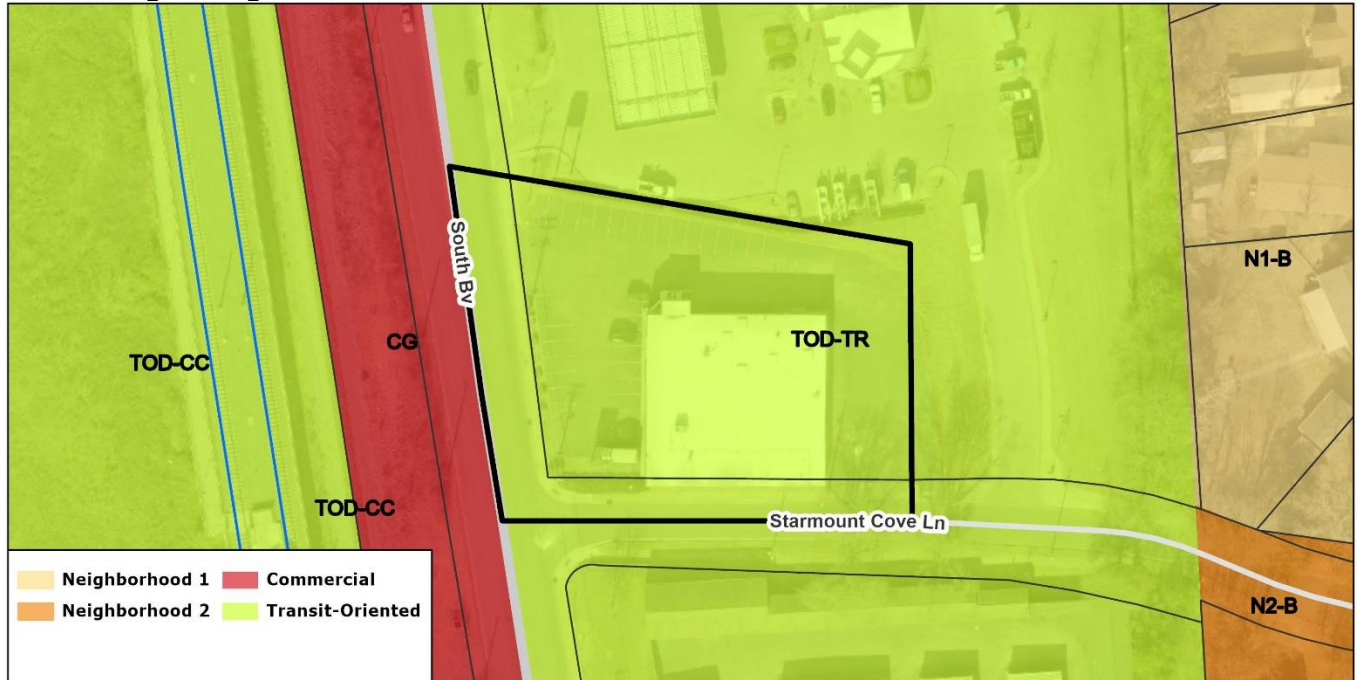 N1-B
South Bv
TOD-TR
CG
TOD-CC
TOD-CC
Starmount Cove Ln
N2-B
Neighborhood 1
Commercial
Neighborhood 2
Transit-Oriented